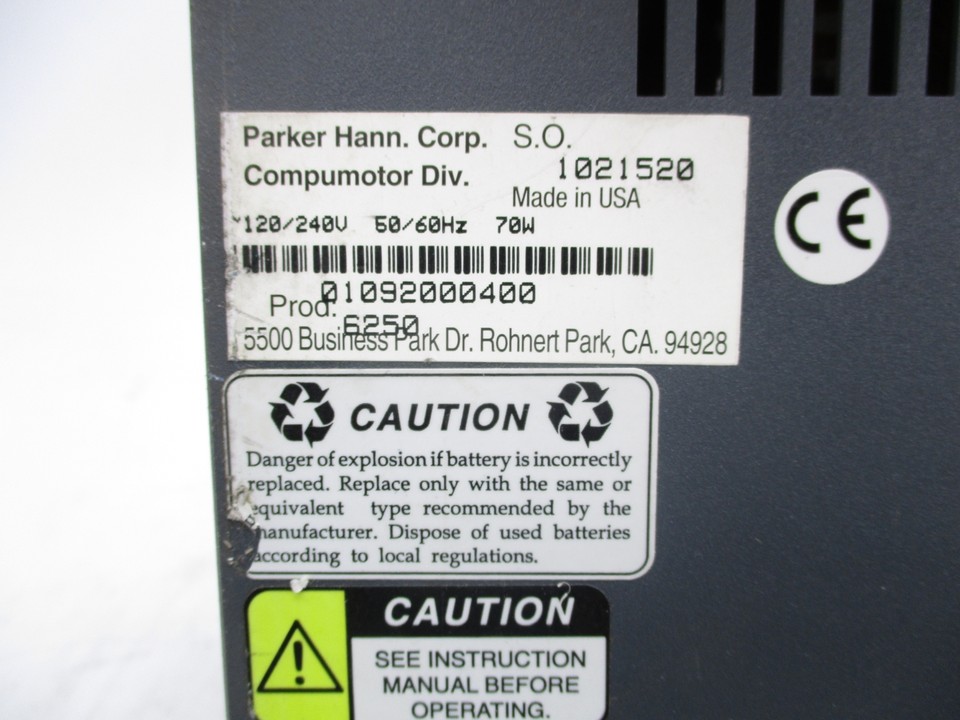 Parker Hann. Corp. S.O.
1021520
Compumotor Div.
Made in USA
~120/240V 50/60Hz 70W
01092000400
Prod:
6250
5500 Business Park Dr. Rohnert Park, CA. 94928
CE
CAUTION
Danger of explosion if battery is incorrectly
replaced. Replace only with the same or
equivalent type recommended by the
manufacturer. Dispose of used batteries
according to local regulations.
CAUTION
!
SEE INSTRUCTION
MANUAL BEFORE
OPERATING.